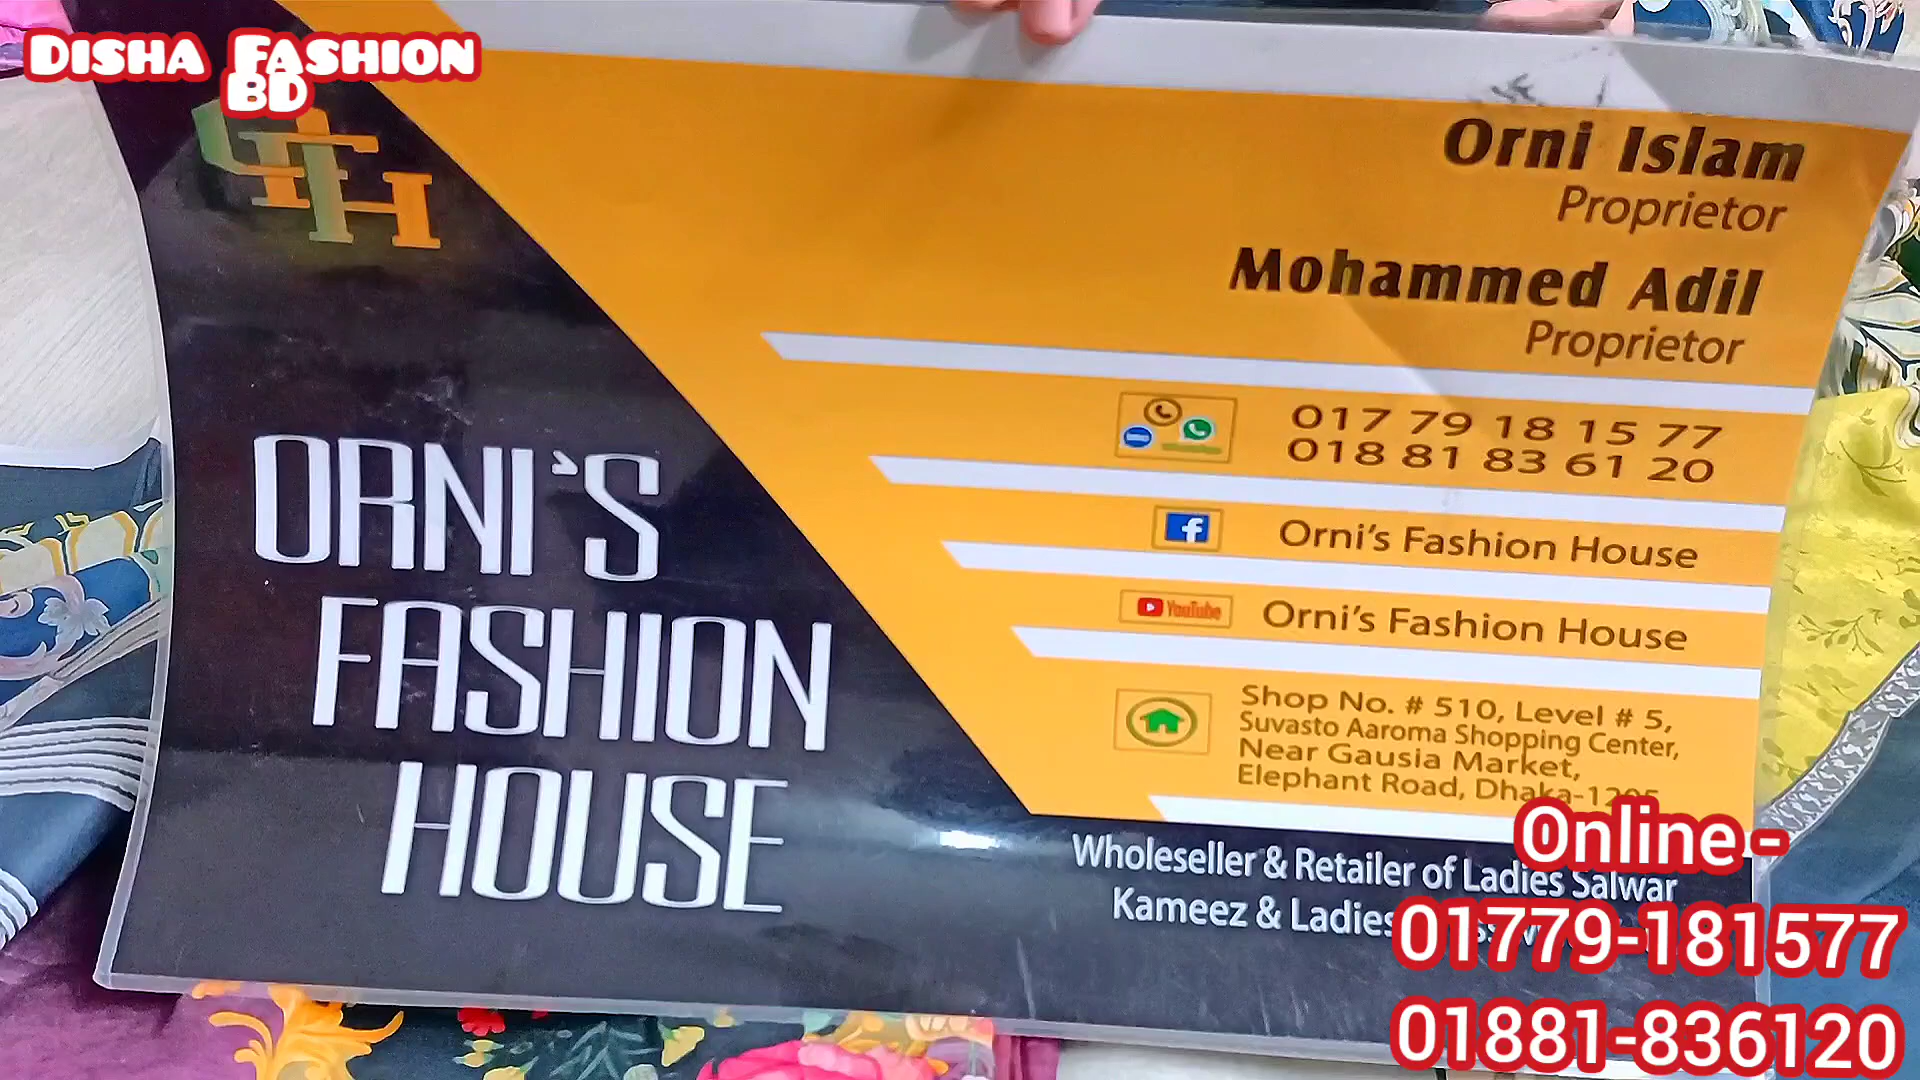 DISHA FASHION
BD
Orni Islam
Proprietor
Mohammed Adil
Proprietor
017 79 18 15 77
018 81 83 61 20
Orni's Fashion House
YouTube
Orni's Fashion House
Shop No. # 510, Level # 5,
Suvasto Aaroma Shopping Center,
Near Gausia Market,
Elephant Road, Dhaka-1205
ORNI'S
FASHION
HOUSE
Wholeseller & Retailer of Ladies Salwar
Kameez & Ladies
Online -
01779-181577
01881-836120